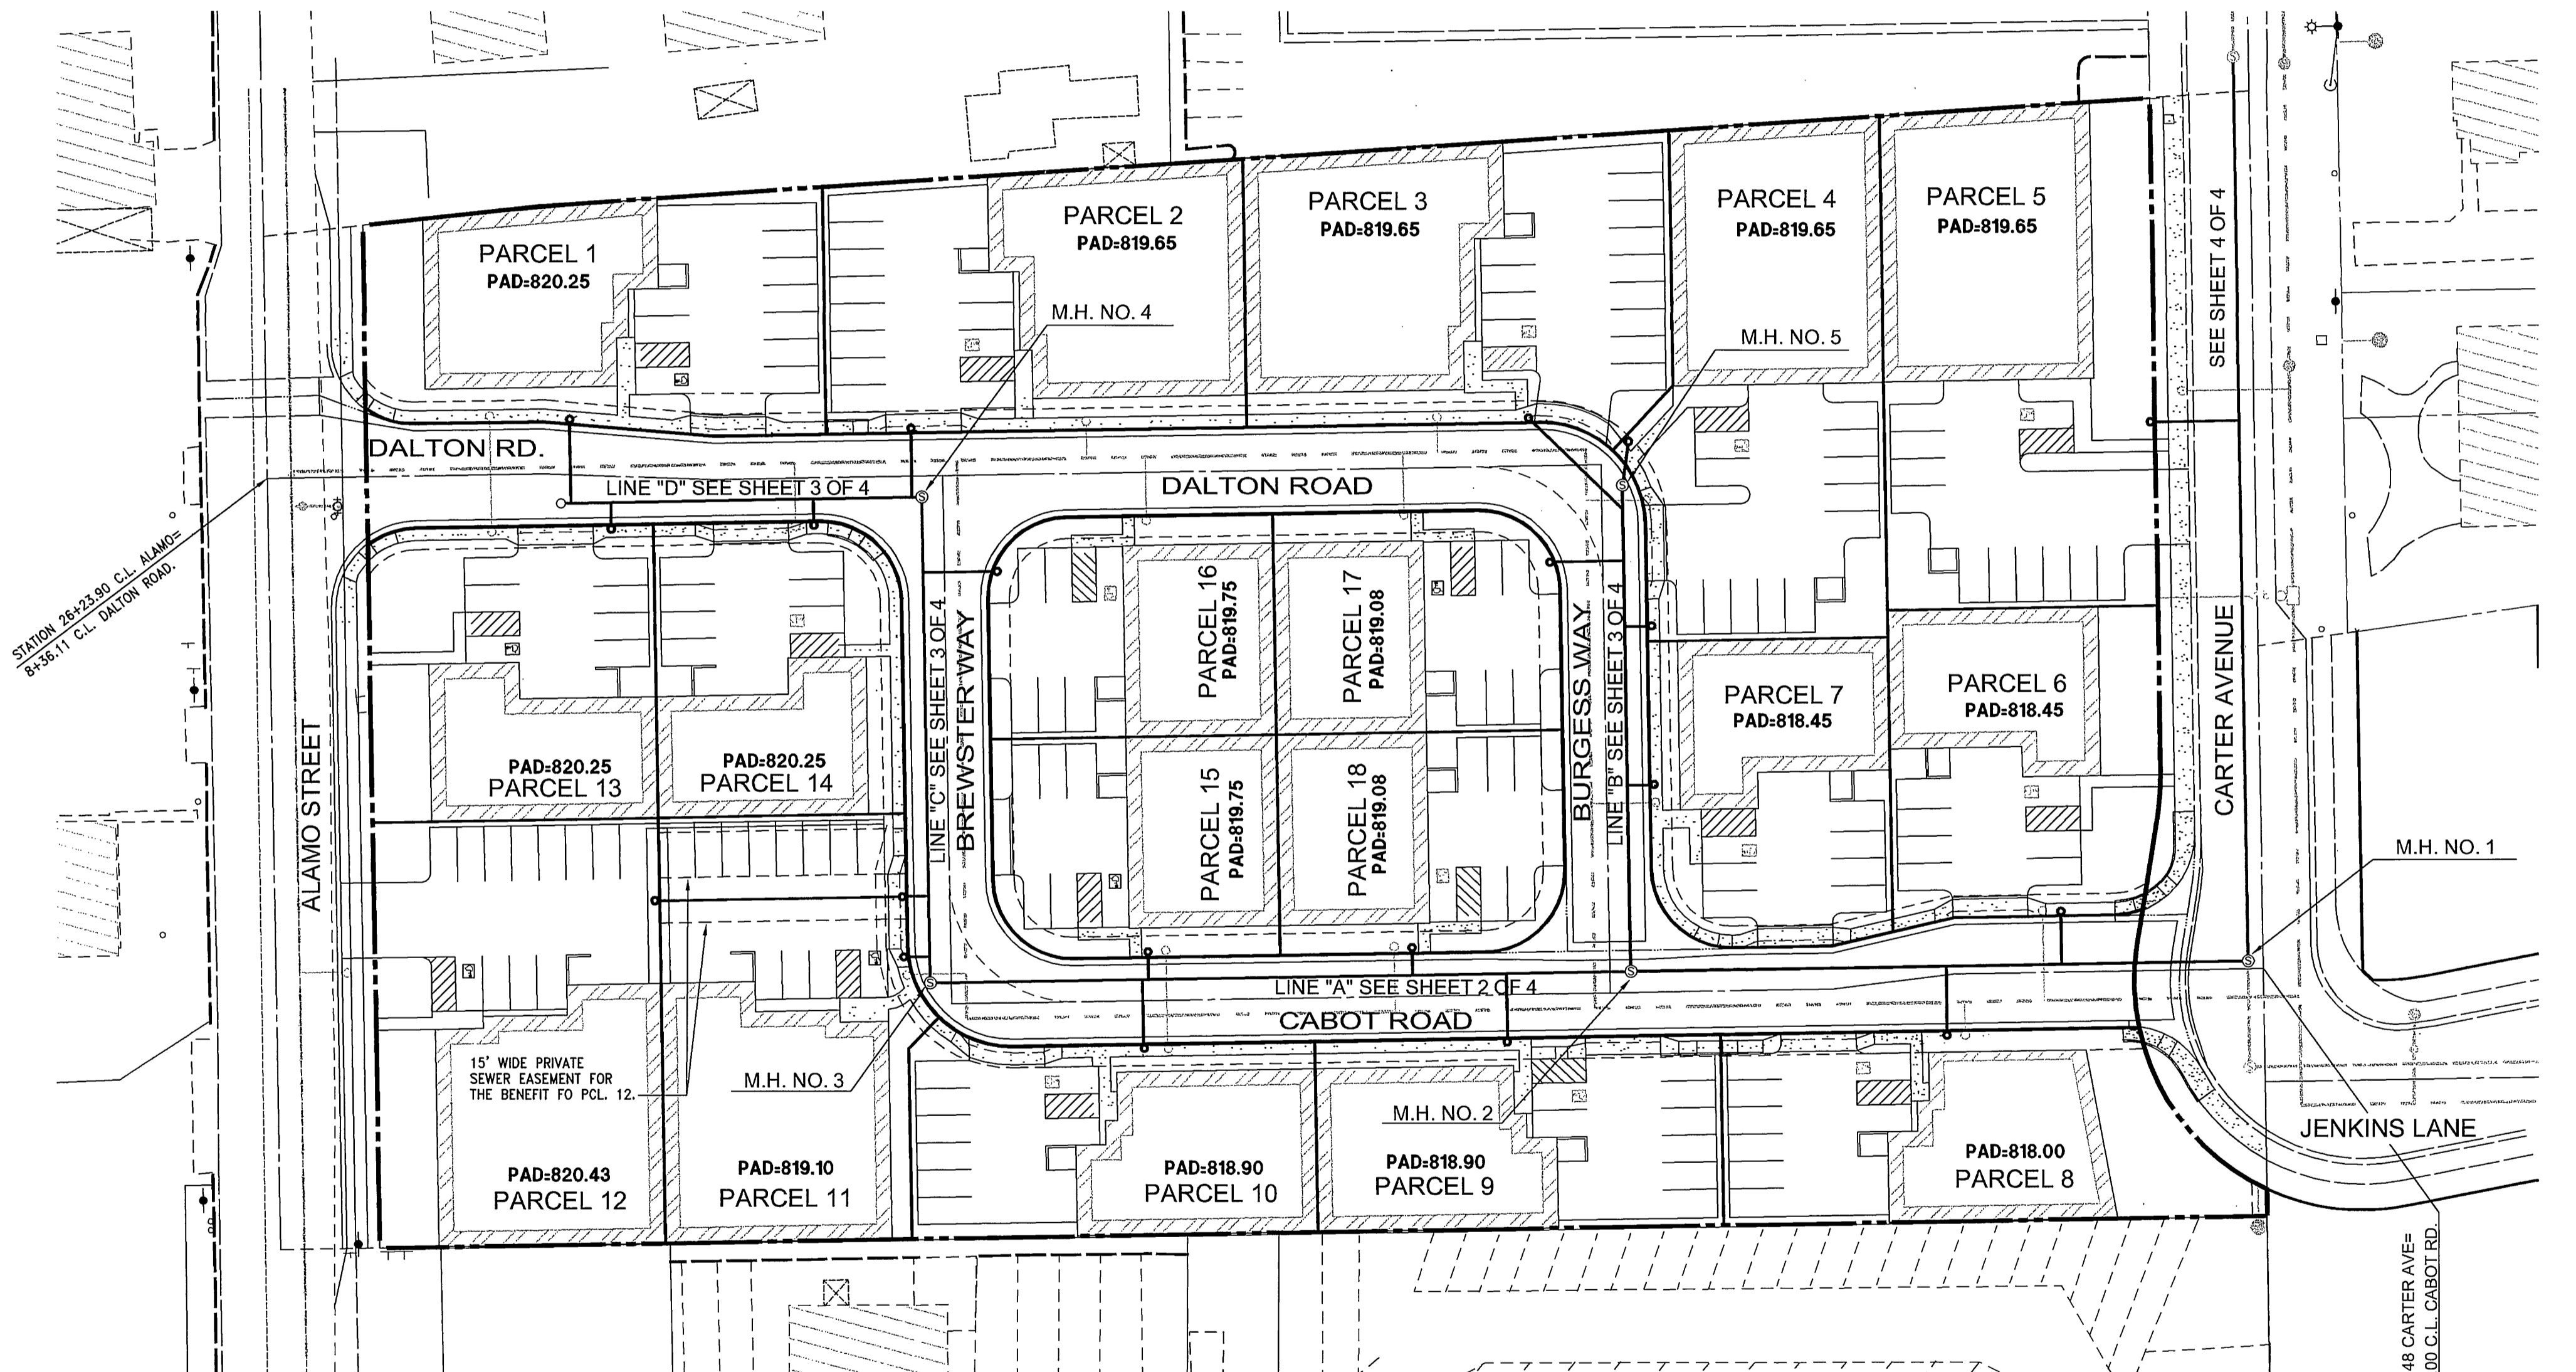 PARCEL 1
PAD=820.25
PARCEL 2
PAD=819.65
PARCEL 3
PAD=819.65
PARCEL 4
PAD=819.65
PARCEL 5
PAD=819.65
SEE SHEET 4 OF 4
M.H. NO. 4
M.H. NO. 5
DALTON RD.
LINE "D" SEE SHEET 3 OF 4
DALTON ROAD
STATION 26+23.90 C.L. ALAMO=
8+36.11 C.L. DALTON ROAD.
ALAMO STREET
PAD=820.25
PARCEL 13
PAD=820.25
PARCEL 14
LINE "C" SEE SHEET 3 OF 4
BREWSTER WAY
PARCEL 16
PAD=819.75
PARCEL 17
PAD=819.08
PARCEL 15
PAD=819.75
PARCEL 18
PAD=819.08
BURGESS WAY
LINE "B" SEE SHEET 3 OF 4
PARCEL 7
PAD=818.45
PARCEL 6
PAD=818.45
CARTER AVENUE
M.H. NO. 1
LINE "A" SEE SHEET 2 OF 4
CABOT ROAD
15' WIDE PRIVATE
SEWER EASEMENT FOR
THE BENEFIT FO PCL. 12.
M.H. NO. 3
M.H. NO. 2
JENKINS LANE
PAD=820.43
PARCEL 12
PAD=819.10
PARCEL 11
PAD=818.90
PARCEL 10
PAD=818.90
PARCEL 9
PAD=818.00
PARCEL 8
48 CARTER AVE=
00 C.L. CABOT RD.